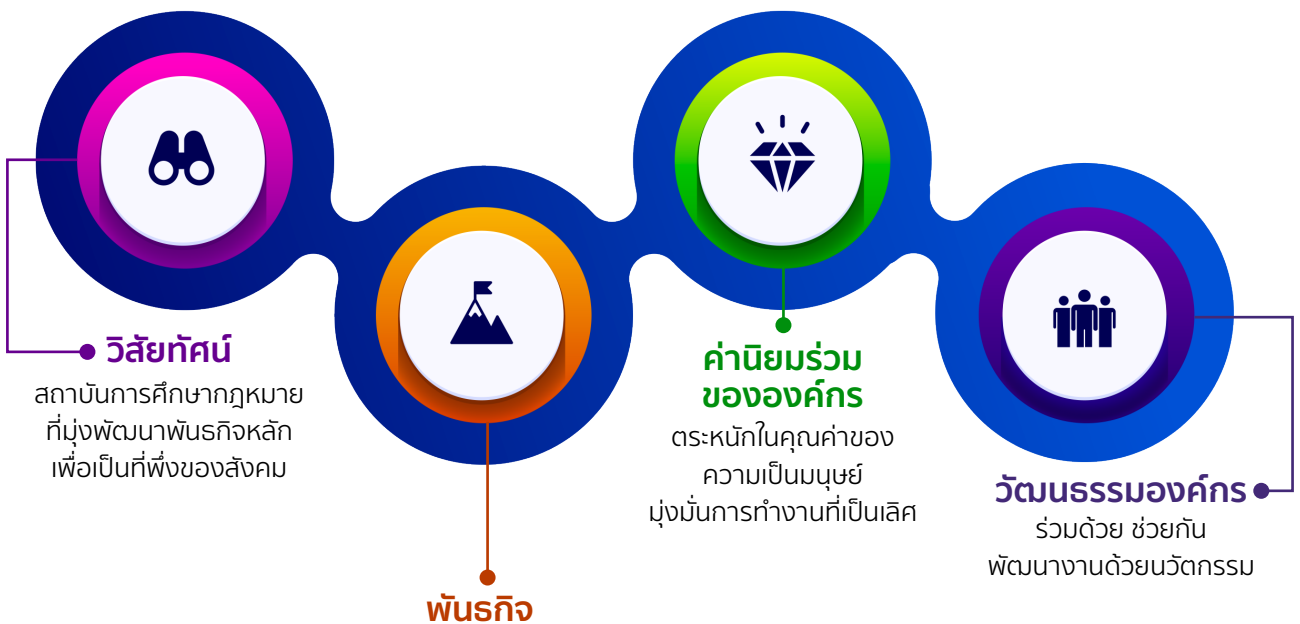 วิสัยทัศน์
สถาบันการศึกษากฎหมาย
ที่มุ่งพัฒนาพันธกิจหลัก
เพื่อเป็นที่พึ่งของสังคม
พันธกิจ
ค่านิยมร่วม
ขององค์กร
ตระหนักในคุณค่าของ
ความเป็นมนุษย์
มุ่งมั่นการทำงานที่เป็นเลิศ
วัฒนธรรมองค์กร
ร่วมด้วย ช่วยกัน
พัฒนางานด้วยนวัตกรรม